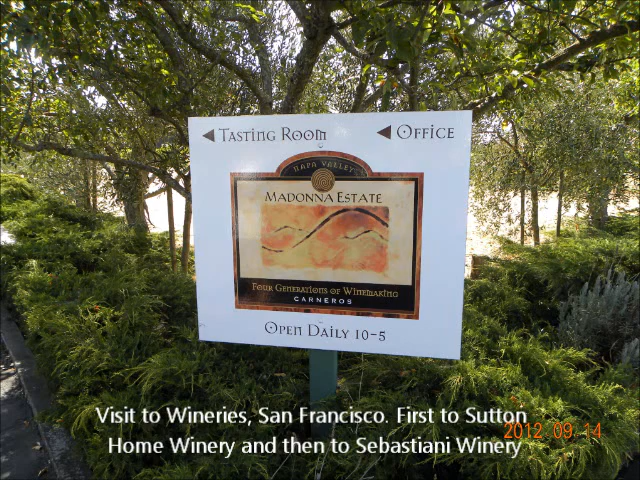 ◄ Tasting Room ◄ Office
Napa Valley
Madonna Estate
Four Generations of Winemaking
CARNEROS
Open Daily 10-5
Visit to Wineries, San Francisco. First to Sutton
Home Winery and then to Sebastiani Winery
2012.09.14